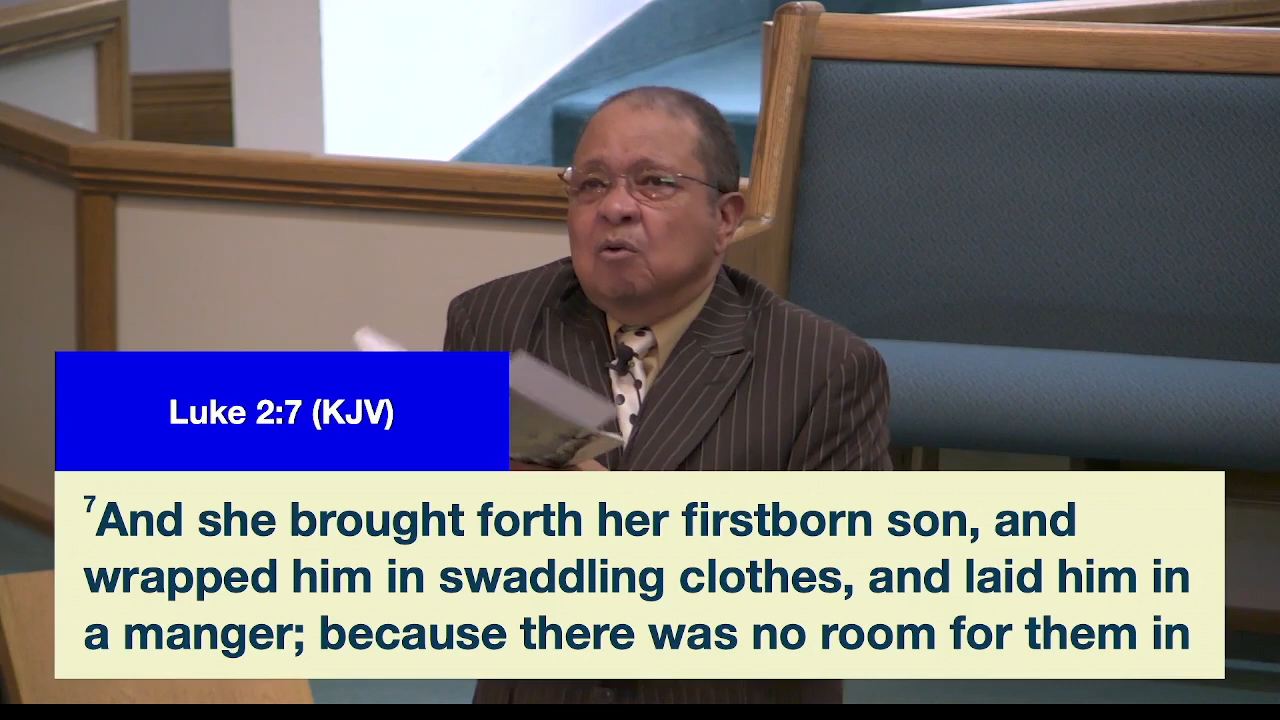 Luke 2:7 (KJV)
7And she brought forth her firstborn son, and
wrapped him in swaddling clothes, and laid him in
a manger; because there was no room for them in